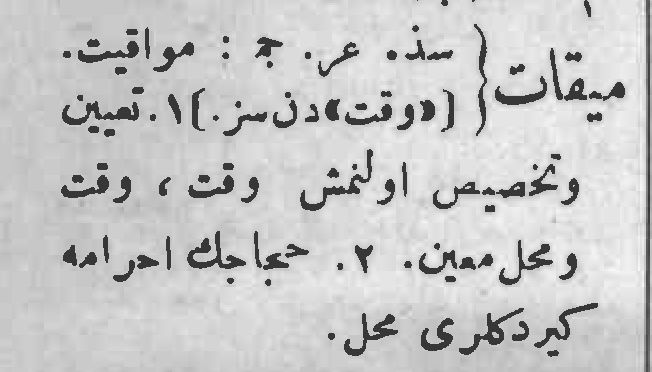 ميقات { سذ. عر. ج : مواقيت.
[«وقت»دن سز.] ١. تعيين
وتخصيص اولنمش وقت ، وقت
ومحل معين. ٢. حجاجك احرامه
كيردكلرى محل.